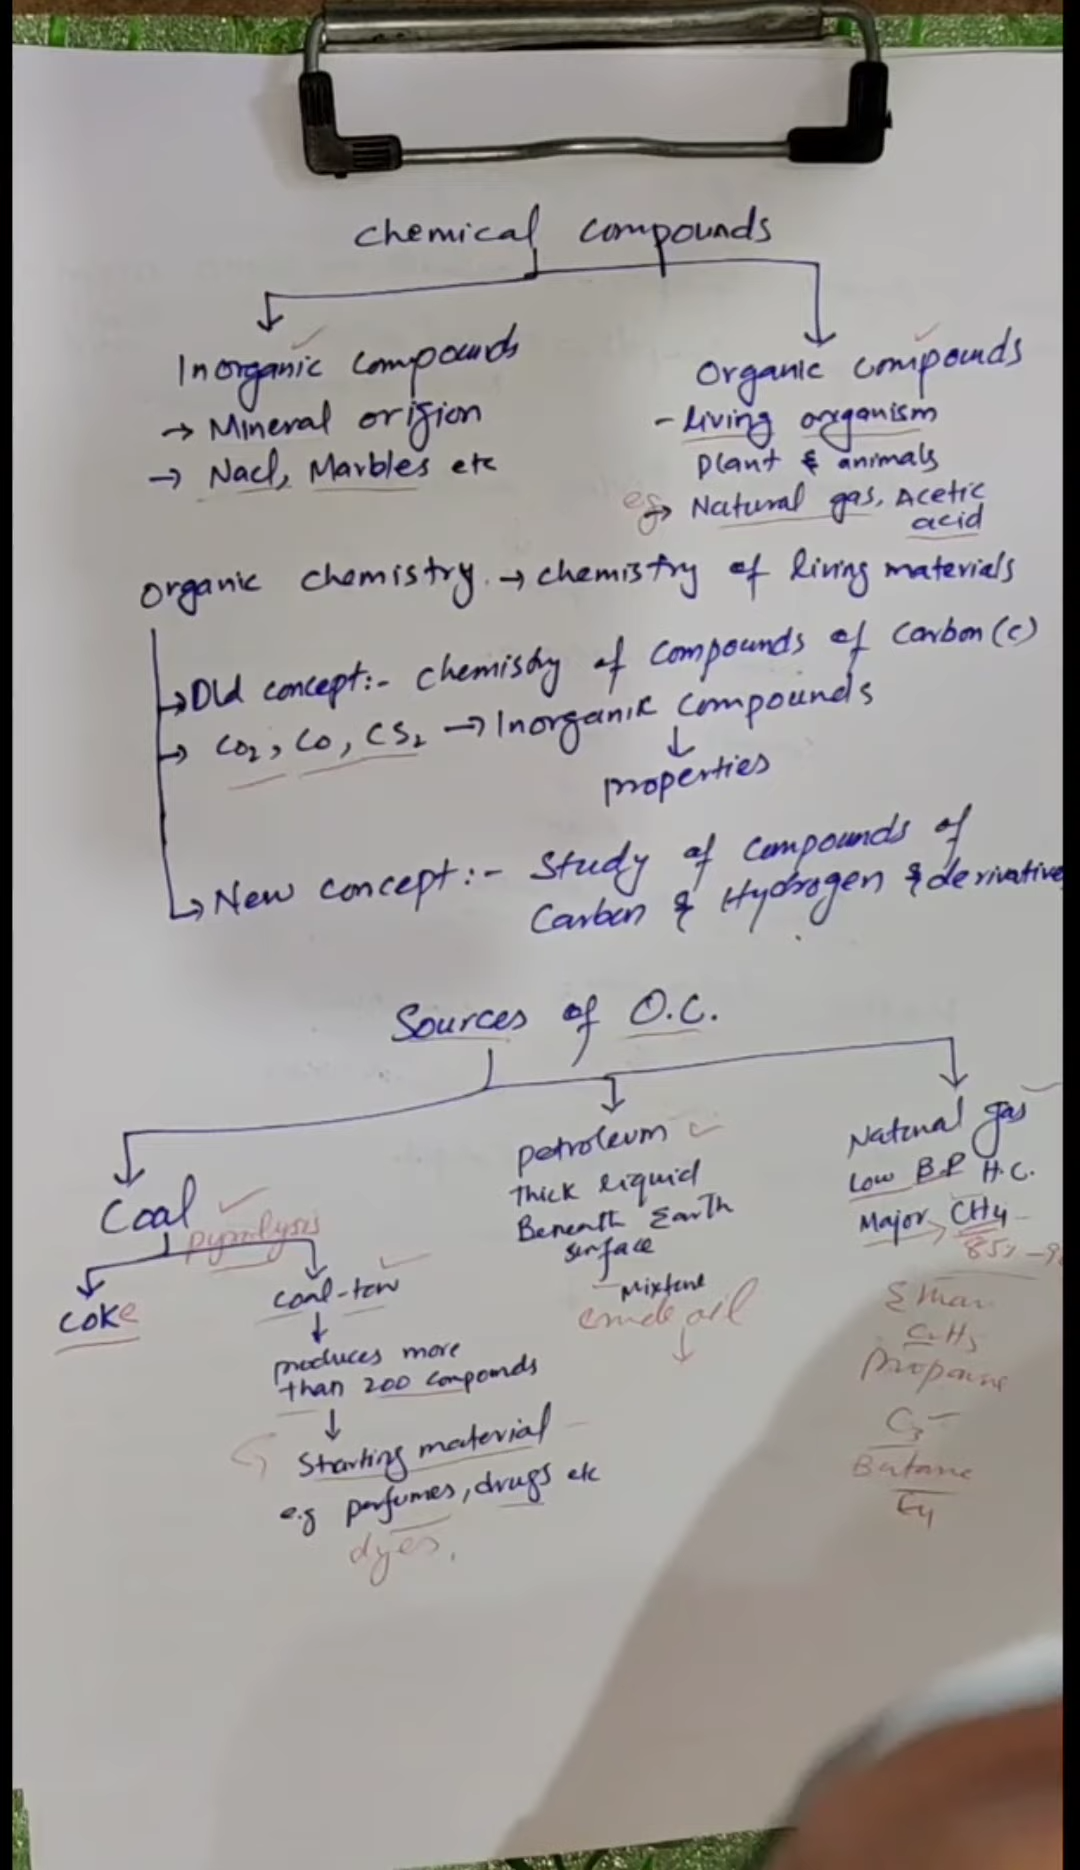 chemical compounds
Inorganic compounds
→ Mineral origion
→ Nacl, Marbles etc
Organic compounds
- living organism
plant & animals
eg → Natural gas, Acetic
acid
organic chemistry → chemistry of living materials
→ Old concept:- chemistry of compounds of carbon (c)
→ CO2, CO, CS2 → Inorganic compounds
↓
properties
→ New concept:- Study of compounds of
Carbon & Hydrogen & derivative
Sources of O.C.
Coal
pyrolysis
coke
coal-tar
↓
produces more
than 200 compounds
↓
Starting material
e.g perfumes, drugs etc
dyes,
petroleum
thick liquid
Beneath Earth
surface
- Mixture
crude oil
↓
Natural gas
Low B.P H.C.
Major → CH4
85% -
Ethan
Propane
C3
Butane
C4